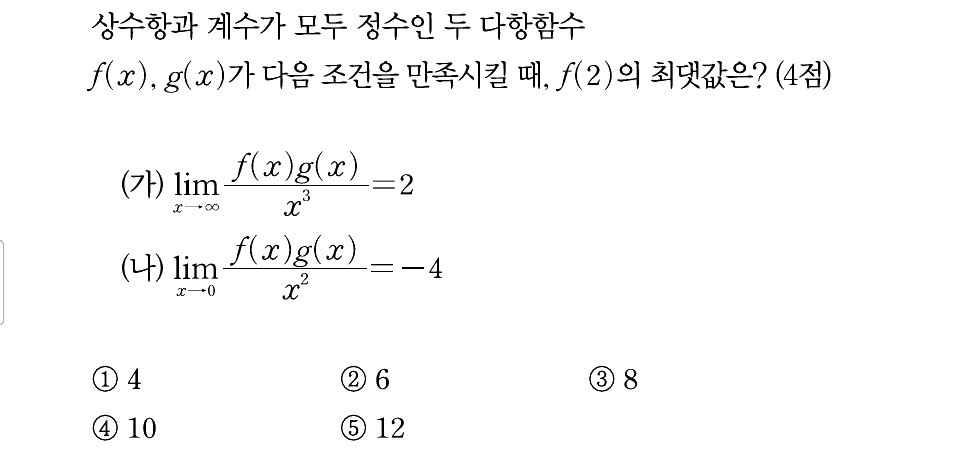 상수항과 계수가 모두 정수인 두 다항함수
f(x), g(x)가 다음 조건을 만족시킬 때, f(2)의 최댓값은? (4점)
(가) lim_{x→∞} f(x)g(x)/x^3 = 2
(나) lim_{x→0} f(x)g(x)/x^2 = -4
① 4 ② 6 ③ 8
④ 10 ⑤ 12